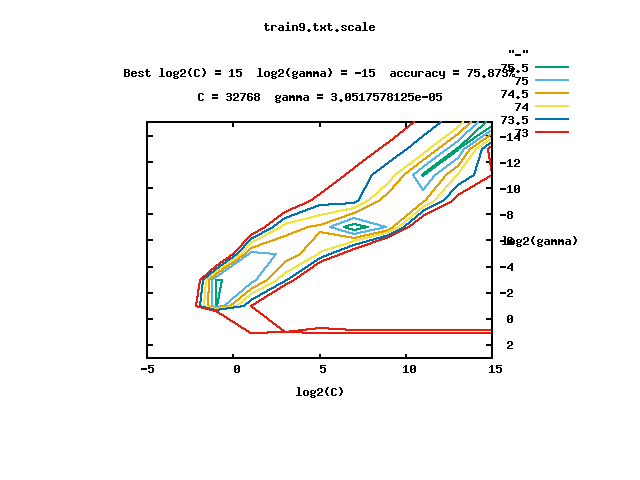 train9.txt.scale
"-"
Best log2(C) = 15  log2(gamma) = -15  accuracy = 75.873%
C = 32768  gamma = 3.0517578125e-05
75.5
75
74.5
74
73.5
73
-14
-12
-10
-8
-6
log2(gamma)
-4
-2
0
2
-5 0 5 10 15
log2(C)